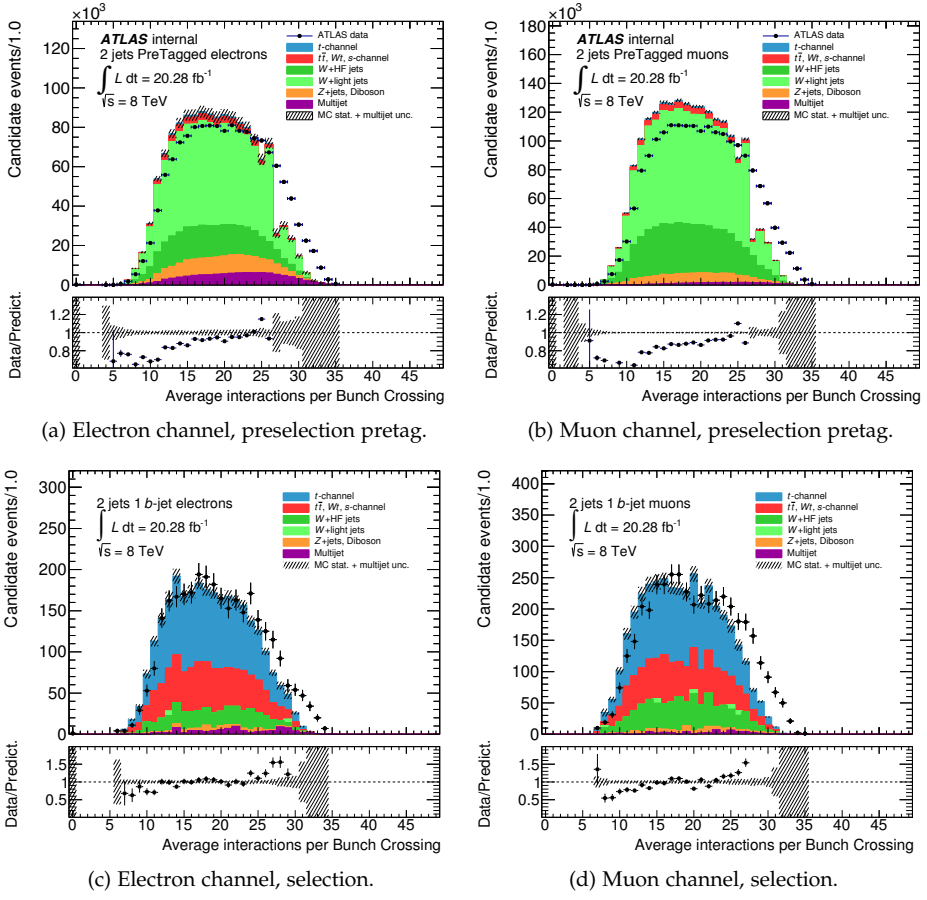 ×10³
ATLAS internal
2 jets PreTagged electrons
∫ L dt = 20.28 fb⁻¹
√s = 8 TeV
ATLAS data
t-channel
tt̄, Wt, s-channel
W+HF jets
W+light jets
Z+jets, Diboson
Multijet
MC stat. + multijet unc.
Candidate events/1.0
120
100
80
60
40
20
0
Data/Predict.
1.2
1
0.8
0 5 10 15 20 25 30 35 40 45
Average interactions per Bunch Crossing
(a) Electron channel, preselection pretag.
×10³
ATLAS internal
2 jets PreTagged muons
∫ L dt = 20.28 fb⁻¹
√s = 8 TeV
ATLAS data
t-channel
tt̄, Wt, s-channel
W+HF jets
W+light jets
Z+jets, Diboson
Multijet
MC stat. + multijet unc.
Candidate events/1.0
180
160
140
120
100
80
60
40
20
0
Data/Predict.
1.2
1
0.8
0 5 10 15 20 25 30 35 40 45
Average interactions per Bunch Crossing
(b) Muon channel, preselection pretag.
2 jets 1 b-jet electrons
∫ L dt = 20.28 fb⁻¹
√s = 8 TeV
t-channel
tt̄, Wt, s-channel
W+HF jets
W+light jets
Z+jets, Diboson
Multijet
MC stat. + multijet unc.
Candidate events/1.0
300
250
200
150
100
50
0
Data/Predict.
1.5
1
0.5
0 5 10 15 20 25 30 35 40 45
Average interactions per Bunch Crossing
(c) Electron channel, selection.
2 jets 1 b-jet muons
∫ L dt = 20.28 fb⁻¹
√s = 8 TeV
t-channel
tt̄, Wt, s-channel
W+HF jets
W+light jets
Z+jets, Diboson
Multijet
MC stat. + multijet unc.
Candidate events/1.0
400
350
300
250
200
150
100
50
0
Data/Predict.
1.5
1
0.5
0 5 10 15 20 25 30 35 40 45
Average interactions per Bunch Crossing
(d) Muon channel, selection.